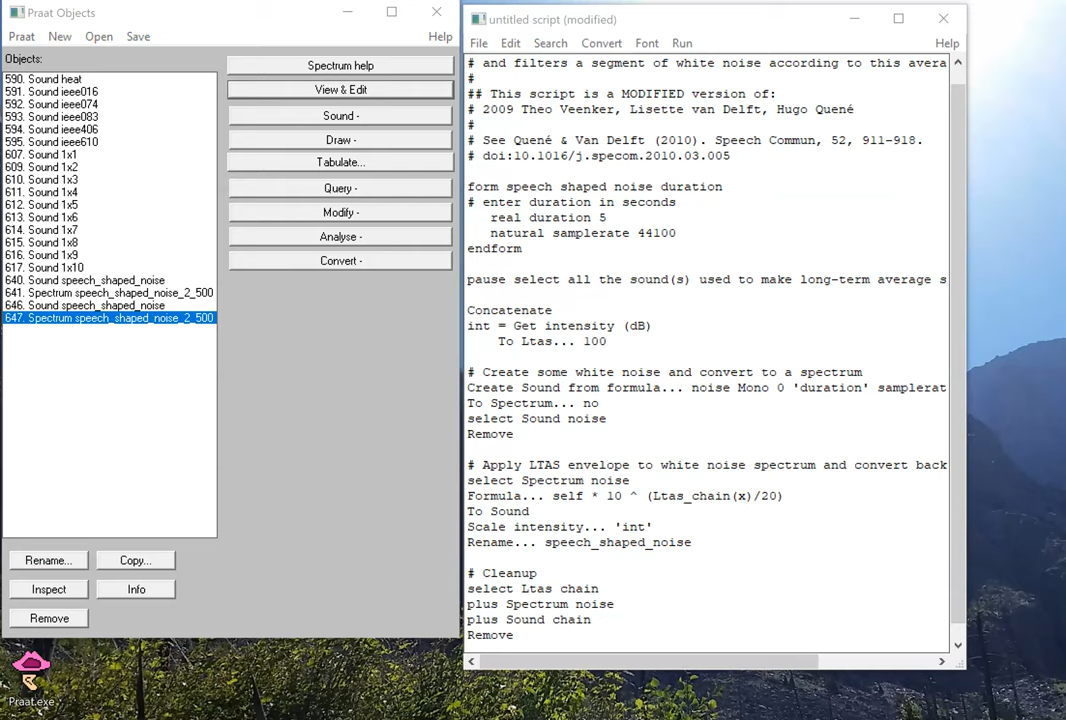 Praat Objects
Praat New Open Save Help
Objects:
590. Sound heat
591. Sound ieee016
592. Sound ieee074
593. Sound ieee083
594. Sound ieee406
595. Sound ieee610
607. Sound 1x1
609. Sound 1x2
610. Sound 1x3
611. Sound 1x4
612. Sound 1x5
613. Sound 1x6
614. Sound 1x7
615. Sound 1x8
616. Sound 1x9
617. Sound 1x10
640. Sound speech_shaped_noise
641. Spectrum speech_shaped_noise_2_500
646. Sound speech_shaped_noise
647. Spectrum speech_shaped_noise_2_500
Spectrum help
View & Edit
Sound -
Draw -
Tabulate...
Query -
Modify -
Analyse -
Convert -
Rename... Copy...
Inspect Info
Remove
Praat.exe
untitled script (modified)
File Edit Search Convert Font Run Help
# and filters a segment of white noise according to this avera
#
## This script is a MODIFIED version of:
# 2009 Theo Veenker, Lisette van Delft, Hugo Quené
#
# See Quené & Van Delft (2010). Speech Commun, 52, 911-918.
# doi:10.1016/j.specom.2010.03.005
form speech shaped noise duration
# enter duration in seconds
real duration 5
natural samplerate 44100
endform
pause select all the sound(s) used to make long-term average s
Concatenate
int = Get intensity (dB)
To Ltas... 100
# Create some white noise and convert to a spectrum
Create Sound from formula... noise Mono 0 'duration' samplerat
To Spectrum... no
select Sound noise
Remove
# Apply LTAS envelope to white noise spectrum and convert back
select Spectrum noise
Formula... self * 10 ^ (Ltas_chain(x)/20)
To Sound
Scale intensity... 'int'
Rename... speech_shaped_noise
# Cleanup
select Ltas chain
plus Spectrum noise
plus Sound chain
Remove